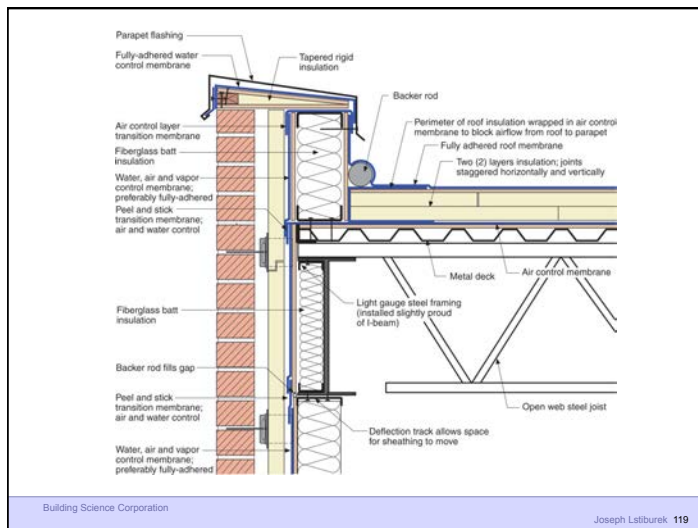 Parapet flashing
Fully-adhered water
control membrane
Tapered rigid
insulation
Backer rod
Air control layer
transition membrane
Perimeter of roof insulation wrapped in air control
membrane to block airflow from roof to parapet
Fiberglass batt
insulation
Fully adhered roof membrane
Two (2) layers insulation; joints
staggered horizontally and vertically
Water, air and vapor
control membrane;
preferably fully-adhered
Peel and stick
transition membrane;
air and water control
Air control membrane
Metal deck
Light gauge steel framing
(installed slightly proud
of I-beam)
Fiberglass batt
insulation
Backer rod fills gap
Peel and stick
transition membrane;
air and water control
Open web steel joist
Deflection track allows space
for sheathing to move
Water, air and vapor
control membrane;
preferably fully-adhered
Building Science Corporation
Joseph Lstiburek 119